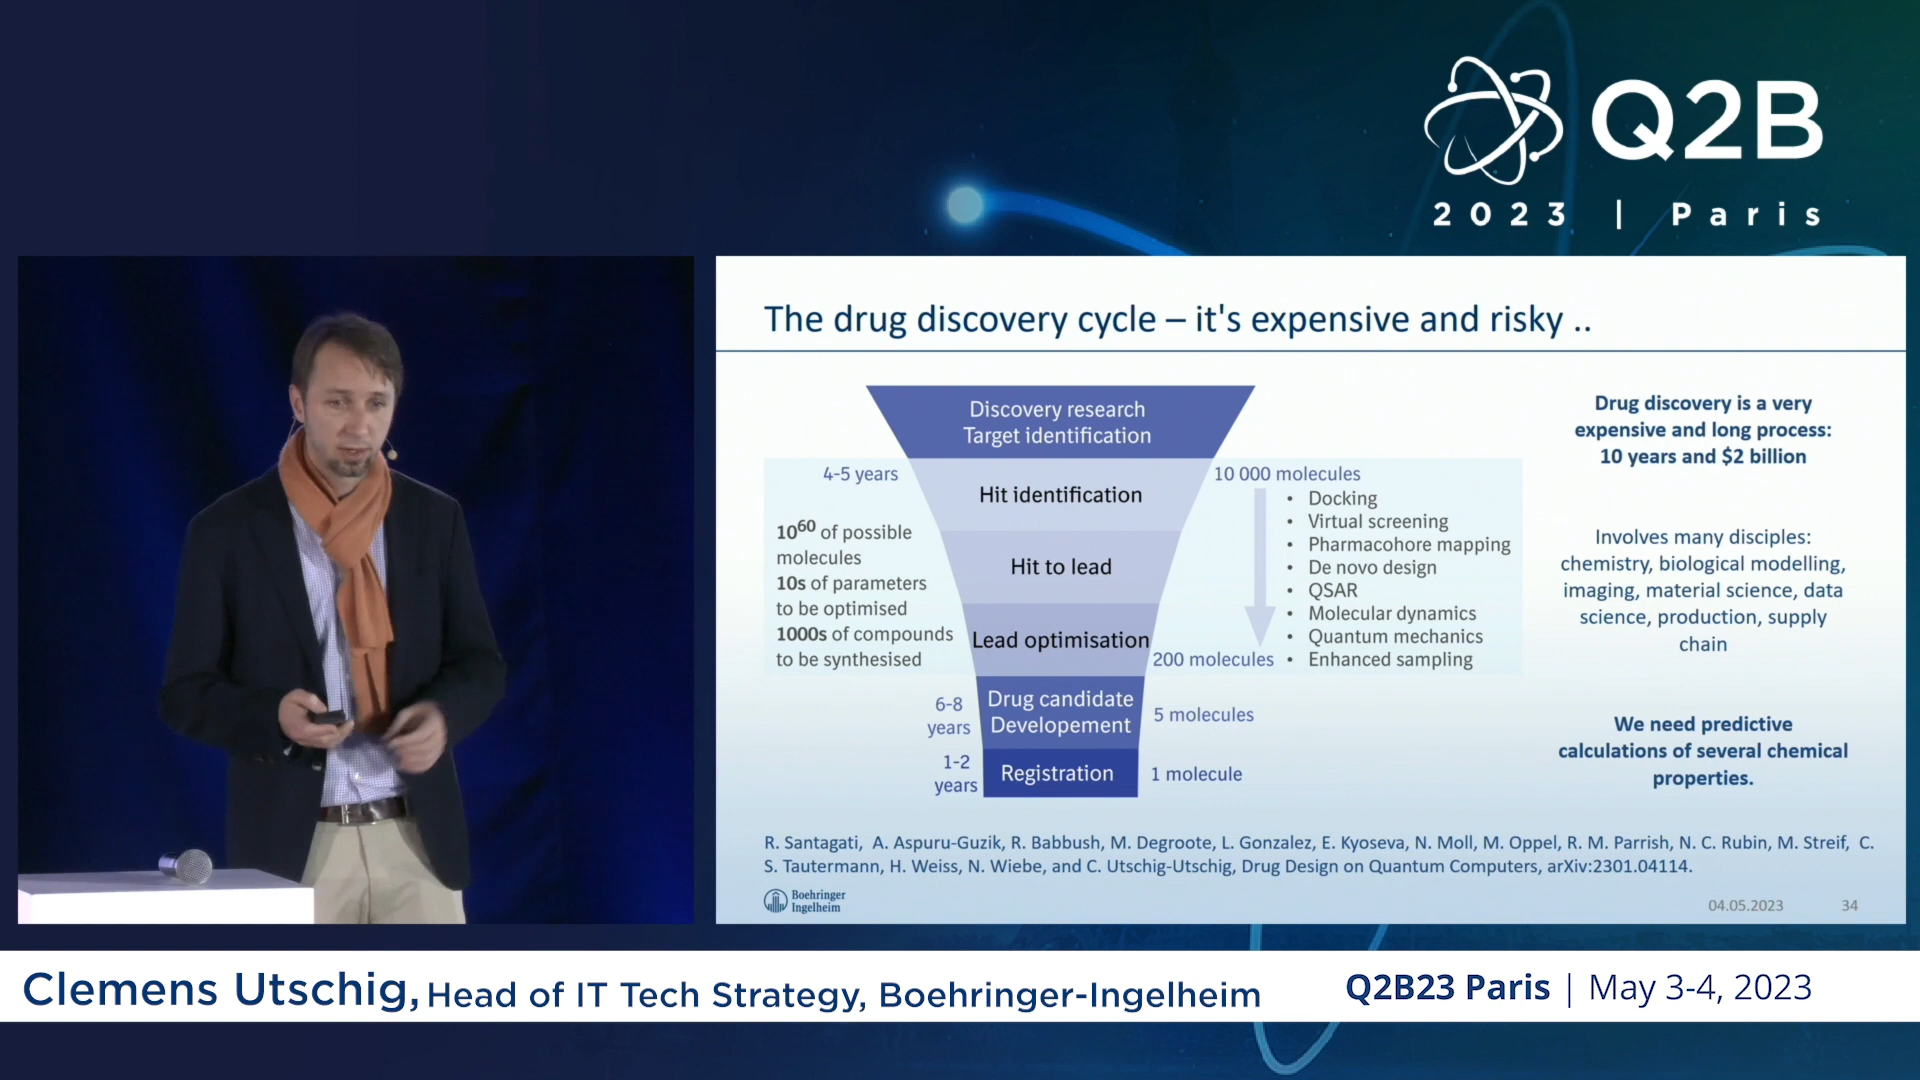 Q2B
2023 | Paris
The drug discovery cycle – it's expensive and risky ..
Discovery research
Target identification
4-5 years
Hit identification
10 000 molecules
10⁶⁰ of possible
molecules
10s of parameters
to be optimised
1000s of compounds
to be synthesised
Hit to lead
Lead optimisation
200 molecules
• Docking
• Virtual screening
• Pharmacohore mapping
• De novo design
• QSAR
• Molecular dynamics
• Quantum mechanics
• Enhanced sampling
6-8
years
Drug candidate
Developement
5 molecules
1-2
years
Registration
1 molecule
Drug discovery is a very
expensive and long process:
10 years and $2 billion
Involves many disciples:
chemistry, biological modelling,
imaging, material science, data
science, production, supply
chain
We need predictive
calculations of several chemical
properties.
R. Santagati, A. Aspuru-Guzik, R. Babbush, M. Degroote, L. Gonzalez, E. Kyoseva, N. Moll, M. Oppel, R. M. Parrish, N. C. Rubin, M. Streif, C.
S. Tautermann, H. Weiss, N. Wiebe, and C. Utschig-Utschig, Drug Design on Quantum Computers, arXiv:2301.04114.
Boehringer
Ingelheim
04.05.2023
34
Clemens Utschig, Head of IT Tech Strategy, Boehringer-Ingelheim
Q2B23 Paris | May 3-4, 2023